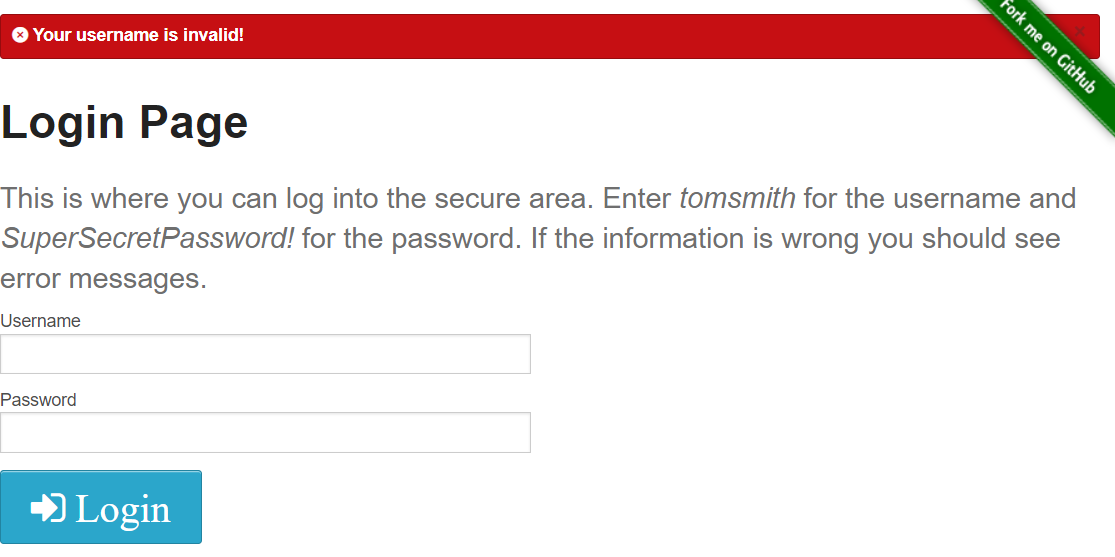 Your username is invalid!
Fork me on GitHub
Login Page
This is where you can log into the secure area. Enter tomsmith for the username and
SuperSecretPassword! for the password. If the information is wrong you should see
error messages.
Username
Password
Login